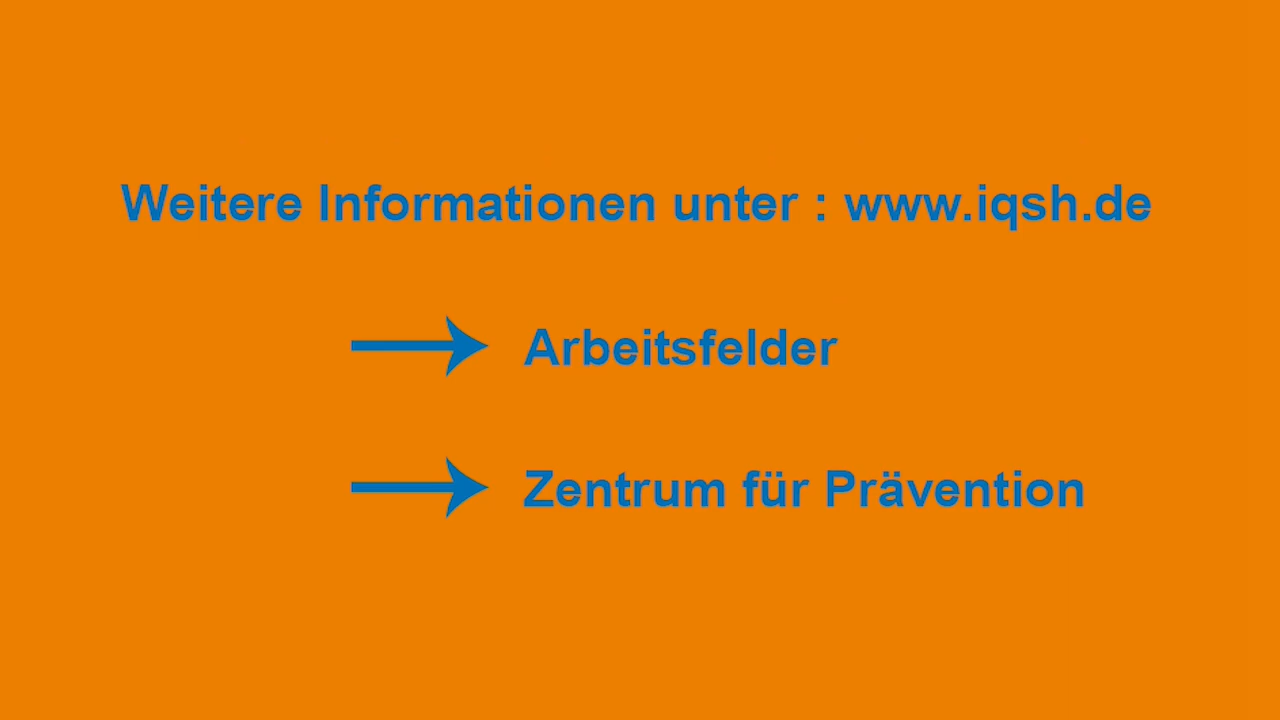 Weitere Informationen unter : www.iqsh.de
Arbeitsfelder
Zentrum für Prävention